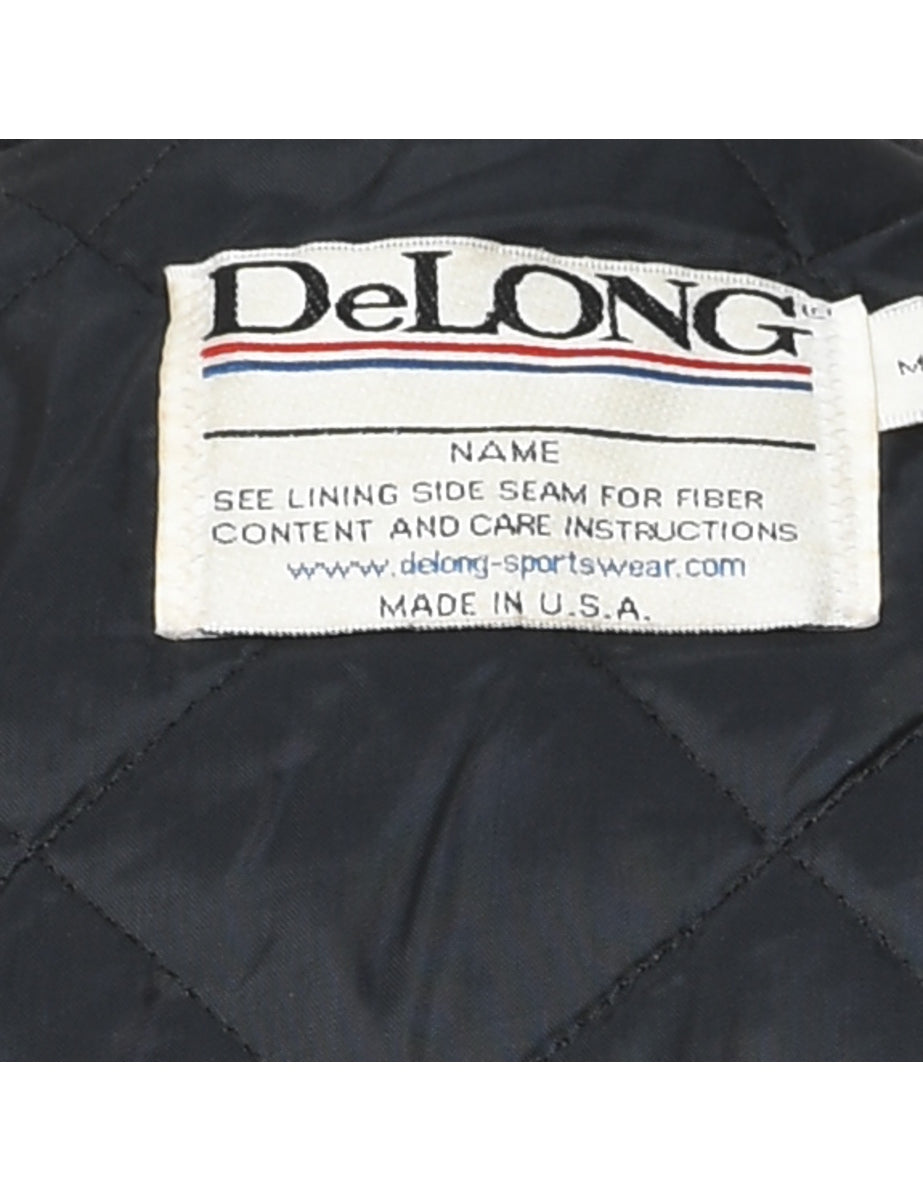 DeLONG
NAME
SEE LINING SIDE SEAM FOR FIBER
CONTENT AND CARE INSTRUCTIONS
www.delong-sportswear.com
MADE IN U.S.A.